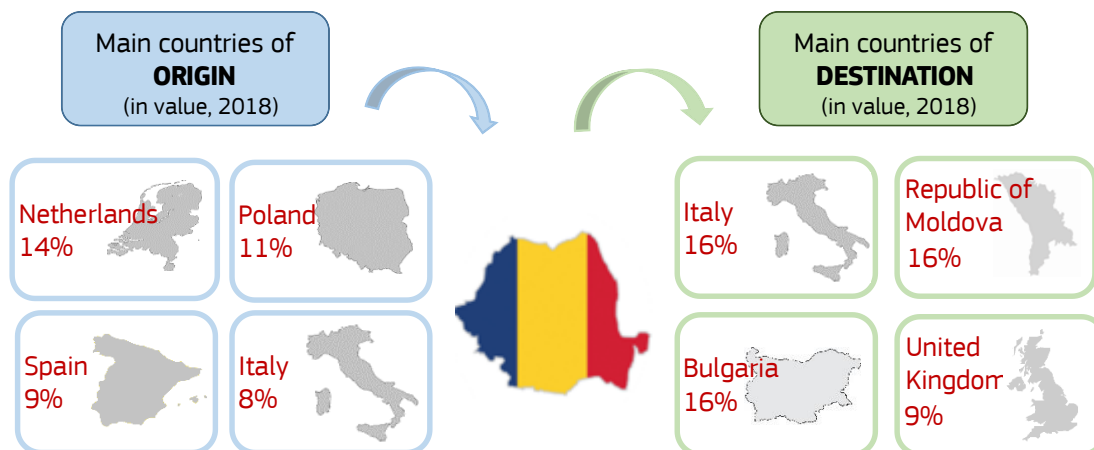 Main countries of
ORIGIN
(in value, 2018)
Main countries of
DESTINATION
(in value, 2018)
Netherlands
14%
Poland
11%
Spain
9%
Italy
8%
Italy
16%
Republic of
Moldova
16%
Bulgaria
16%
United
Kingdom
9%